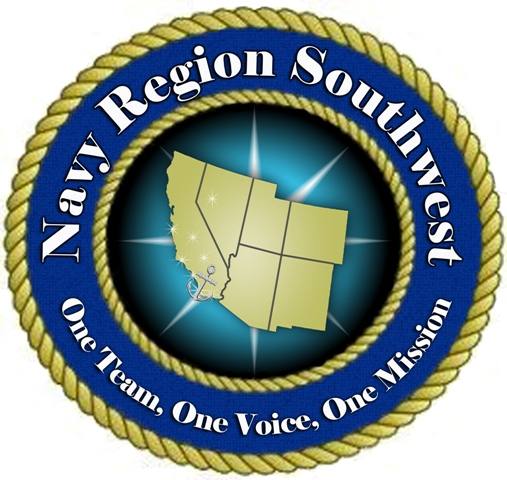 Navy Region Southwest
One Team, One Voice, One Mission